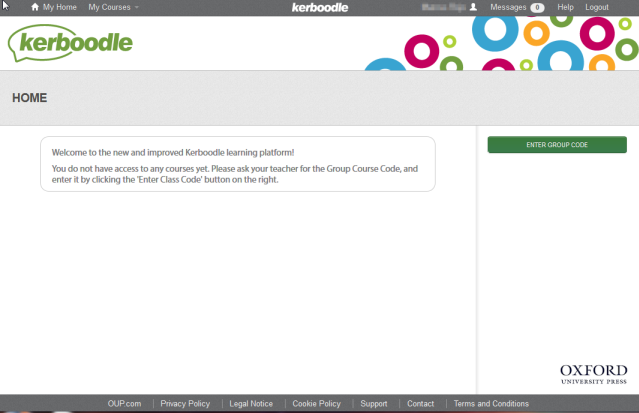 My Home My Courses kerboodle Messages 0 Help Logout
kerboodle
HOME
Welcome to the new and improved Kerboodle learning platform!
You do not have access to any courses yet. Please ask your teacher for the Group Course Code, and
enter it by clicking the 'Enter Class Code' button on the right.
ENTER GROUP CODE
OXFORD
UNIVERSITY PRESS
OUP.com | Privacy Policy | Legal Notice | Cookie Policy | Support | Contact | Terms and Conditions